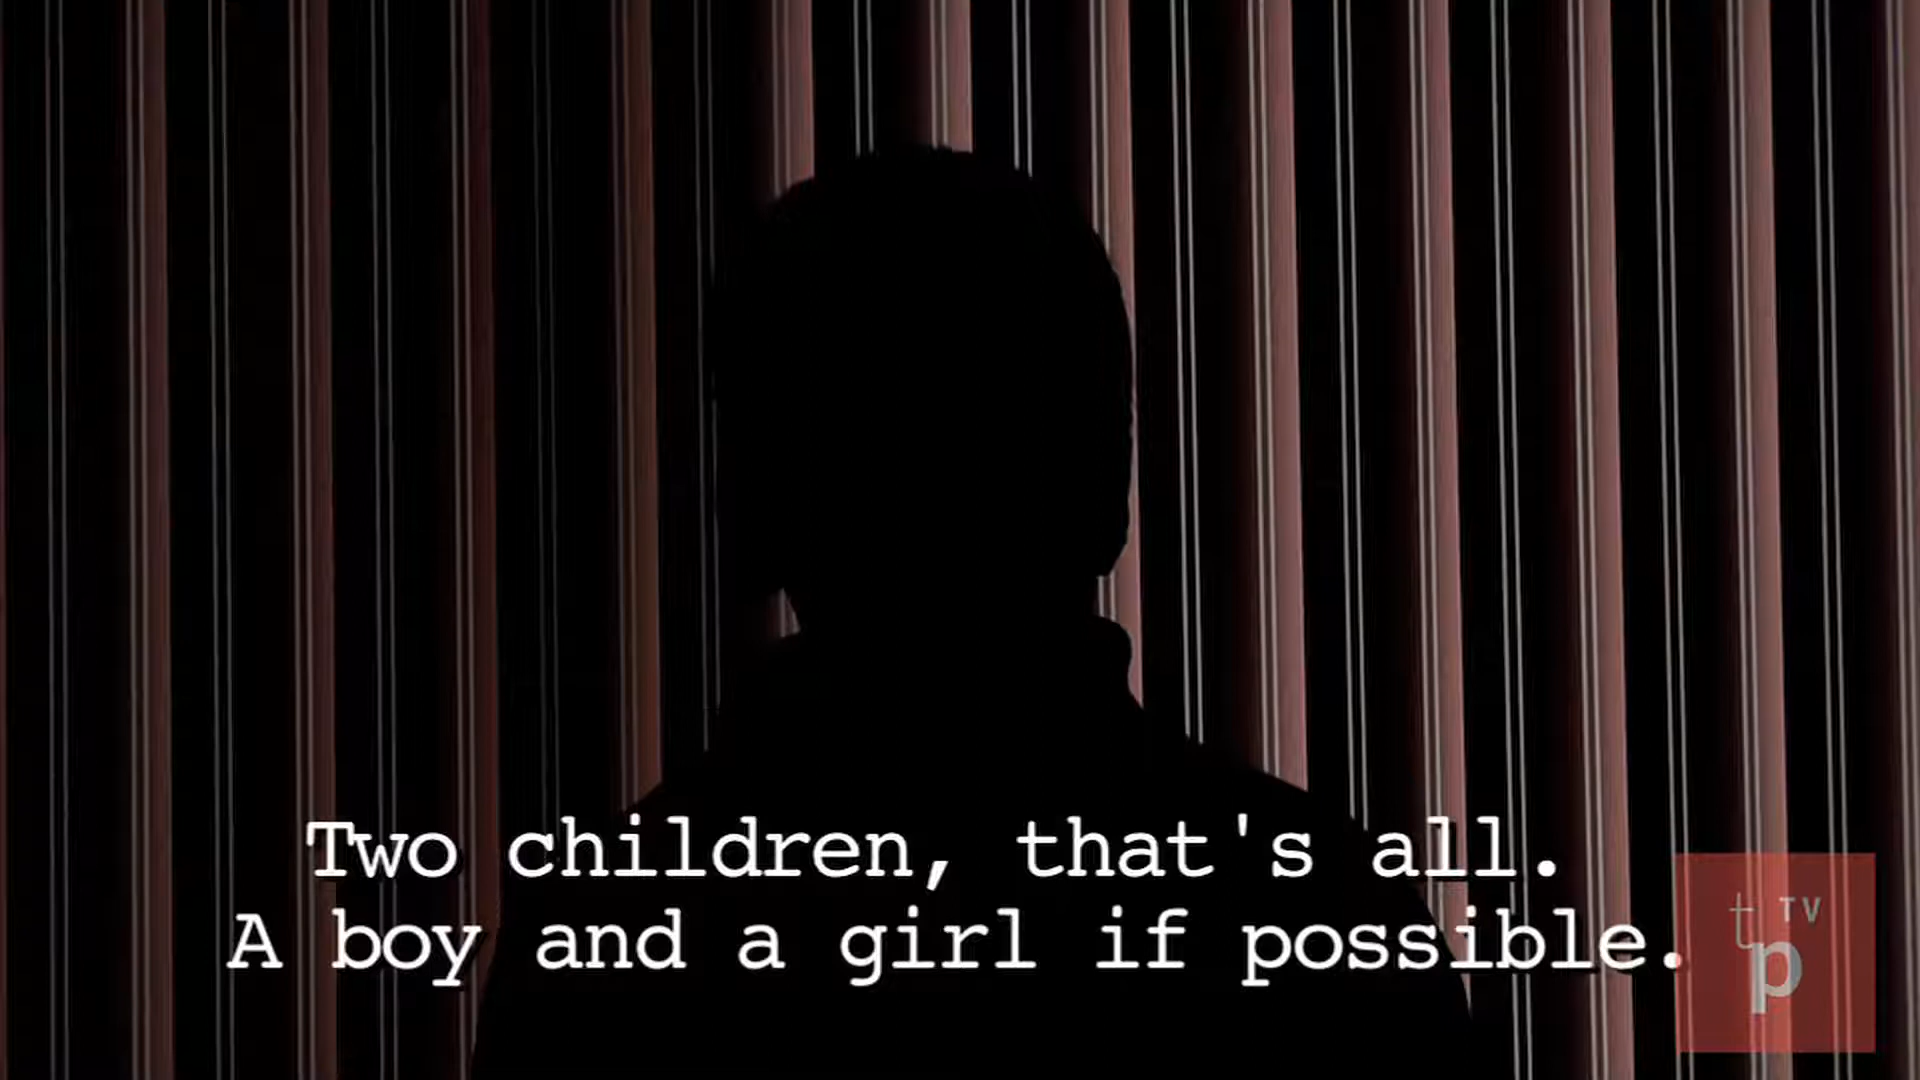 Two children, that's all.
A boy and a girl if possible.
t TV
p